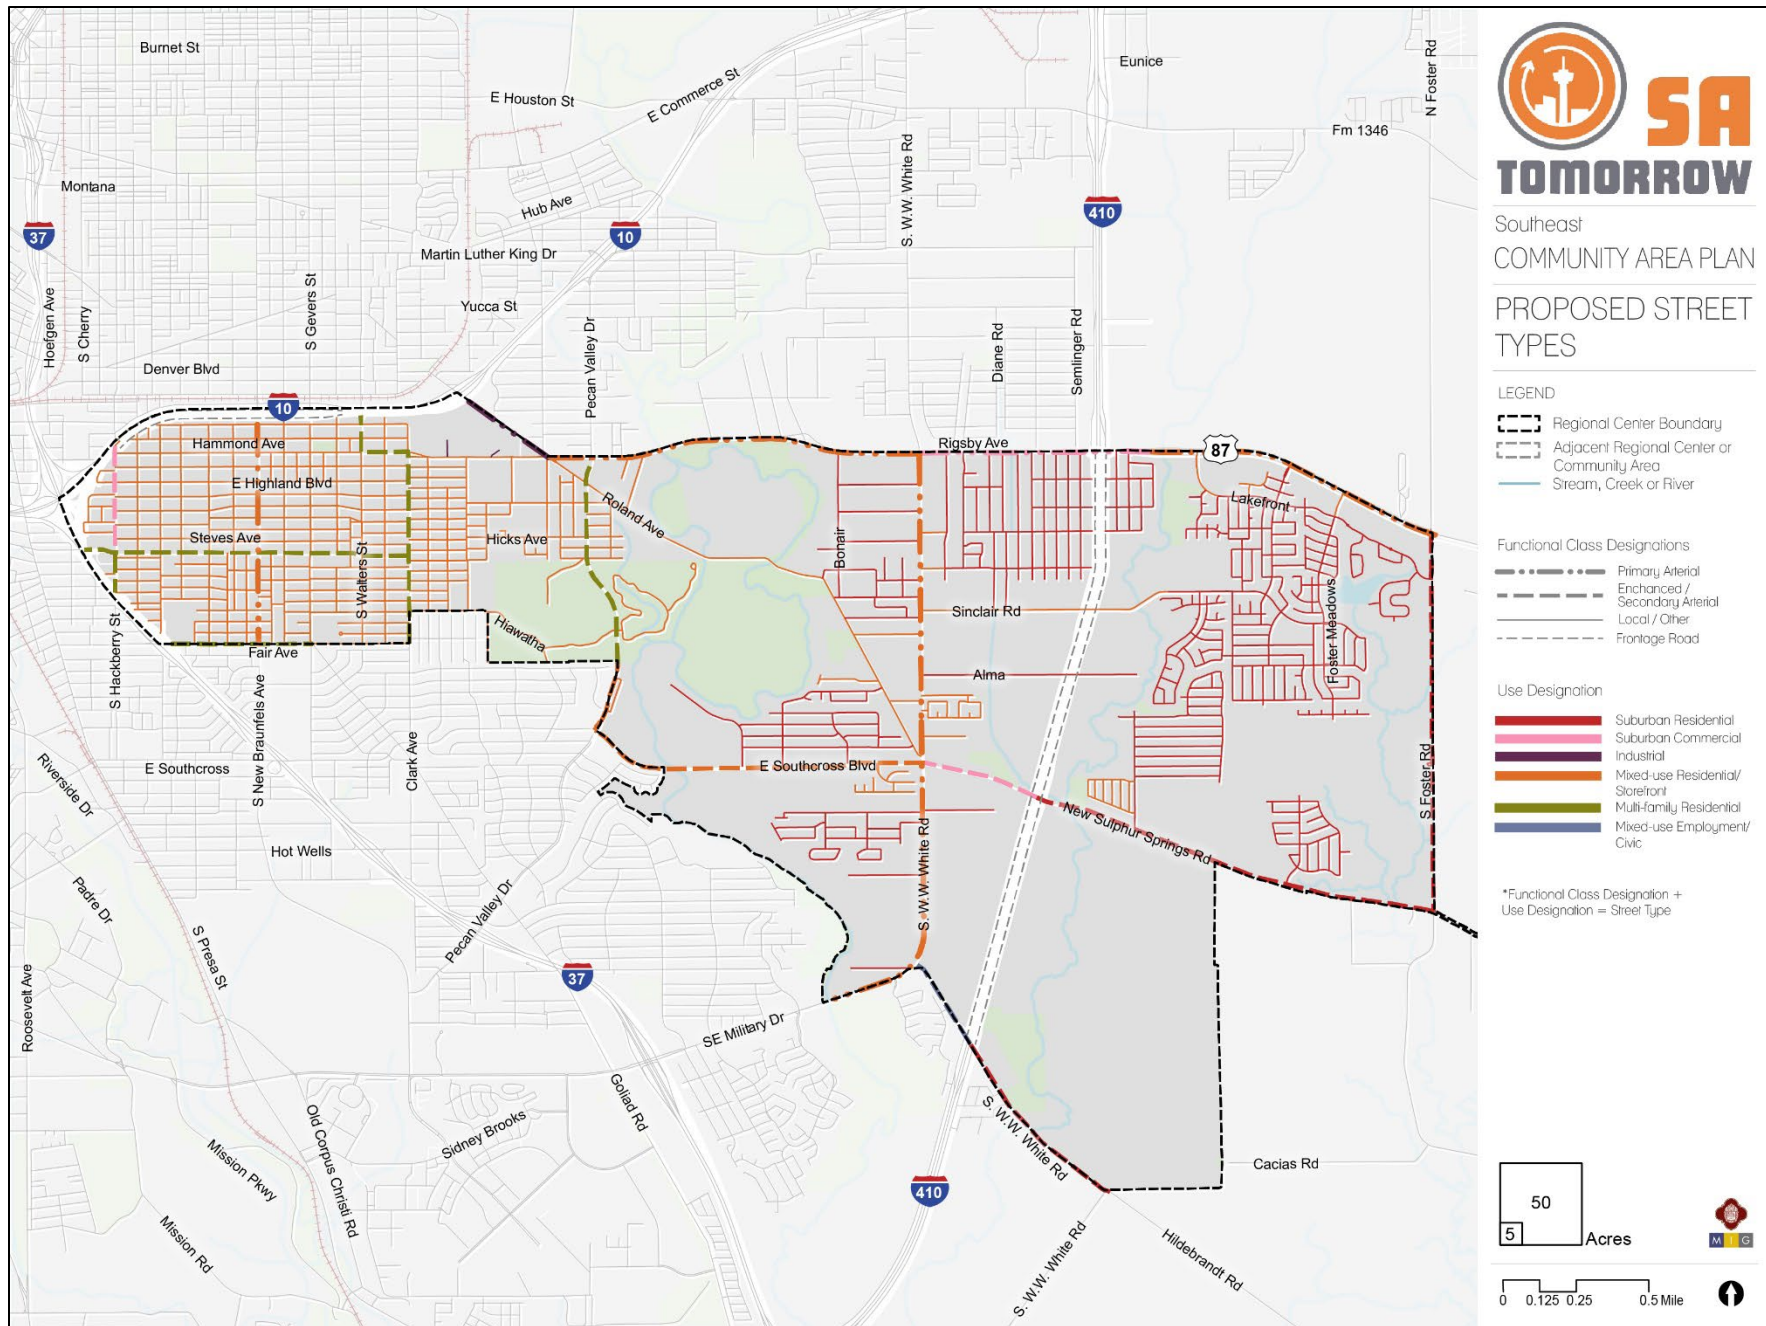 Burnet St
E Houston St
E Commerce St
Eunice
N Foster Rd
Fm 1346
S. W.W. White Rd
Montana
Hub Ave
410
37
10
Martin Luther King Dr
Hoefgen Ave
S Cherry
S Gevers St
Yucca St
Pecan Valley Dr
Diane Rd
Semlinger Rd
Denver Blvd
10
Hammond Ave
Rigsby Ave
87
E Highland Blvd
Roland Ave
Lakefront
Steves Ave
Hicks Ave
Bonair
S Walters St
Sinclair Rd
Foster Meadows
Hiawatha
S Hackberry St
Fair Ave
Alma
S New Braunfels Ave
Clark Ave
E Southcross
E Southcross Blvd
Riverside Dr
S Foster Rd
New Sulphur Springs Rd
Hot Wells
S. W.W. White Rd
Padre Dr
Pecan Valley Dr
S Presa St
37
Roosevelt Ave
SE Military Dr
Goliad Rd
Old Corpus Christi Rd
Sidney Brooks
S. W.W. White Rd
Mission Pkwy
Cacias Rd
410
Mission Rd
S. W.W. White Rd
Hildebrandt Rd
SA
TOMORROW
Southeast
COMMUNITY AREA PLAN
PROPOSED STREET
TYPES
LEGEND
Regional Center Boundary
Adjacent Regional Center or
Community Area
Stream, Creek or River
Functional Class Designations
Primary Arterial
Enchanced /
Secondary Arterial
Local / Other
Frontage Road
Use Designation
Suburban Residential
Suburban Commercial
Industrial
Mixed-use Residential/
Storefront
Multi-family Residential
Mixed-use Employment/
Civic
*Functional Class Designation +
Use Designation = Street Type
50
5
Acres
M I G
0 0.125 0.25 0.5 Mile